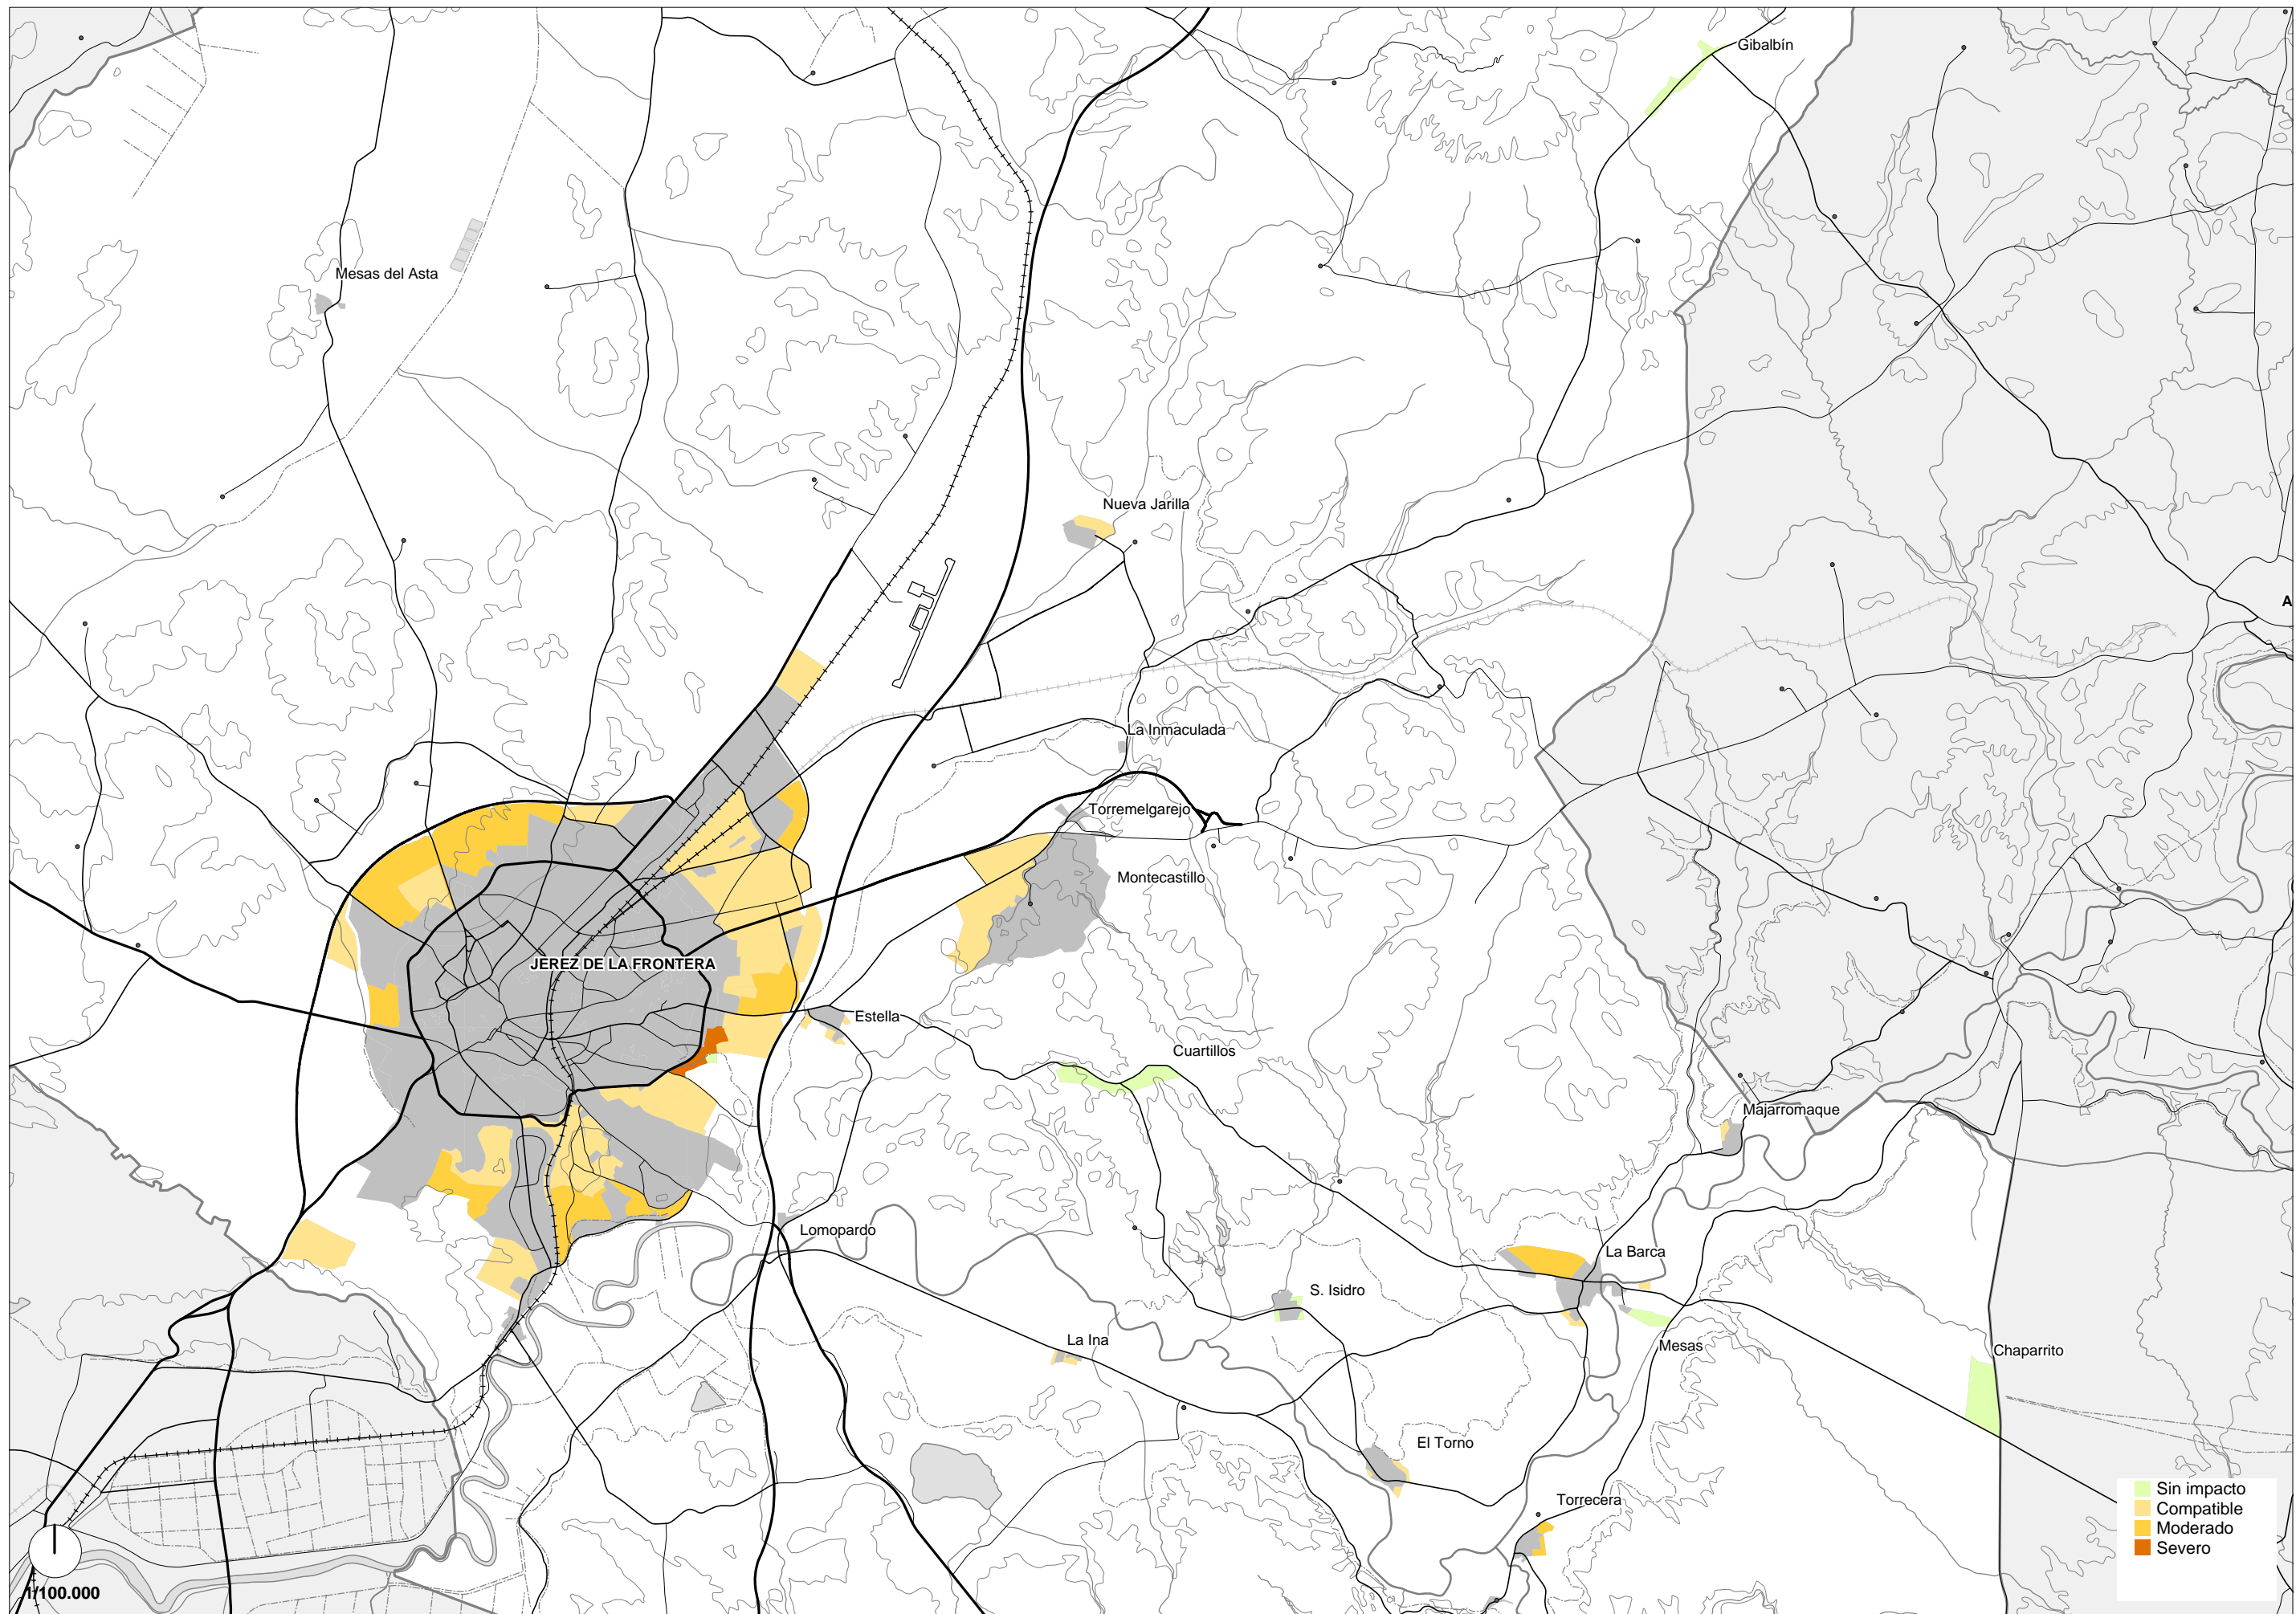 Gibalbín
Mesas del Asta
Nueva Jarilla
A
La Inmaculada
Torremelgarejo
Montecastillo
JEREZ DE LA FRONTERA
Estella
Cuartillos
Majarromaque
Lomopardo
La Barca
S. Isidro
La Ina
Mesas
Chaparrito
El Torno
Torrecera
Sin impacto
Compatible
Moderado
Severo
1/100.000